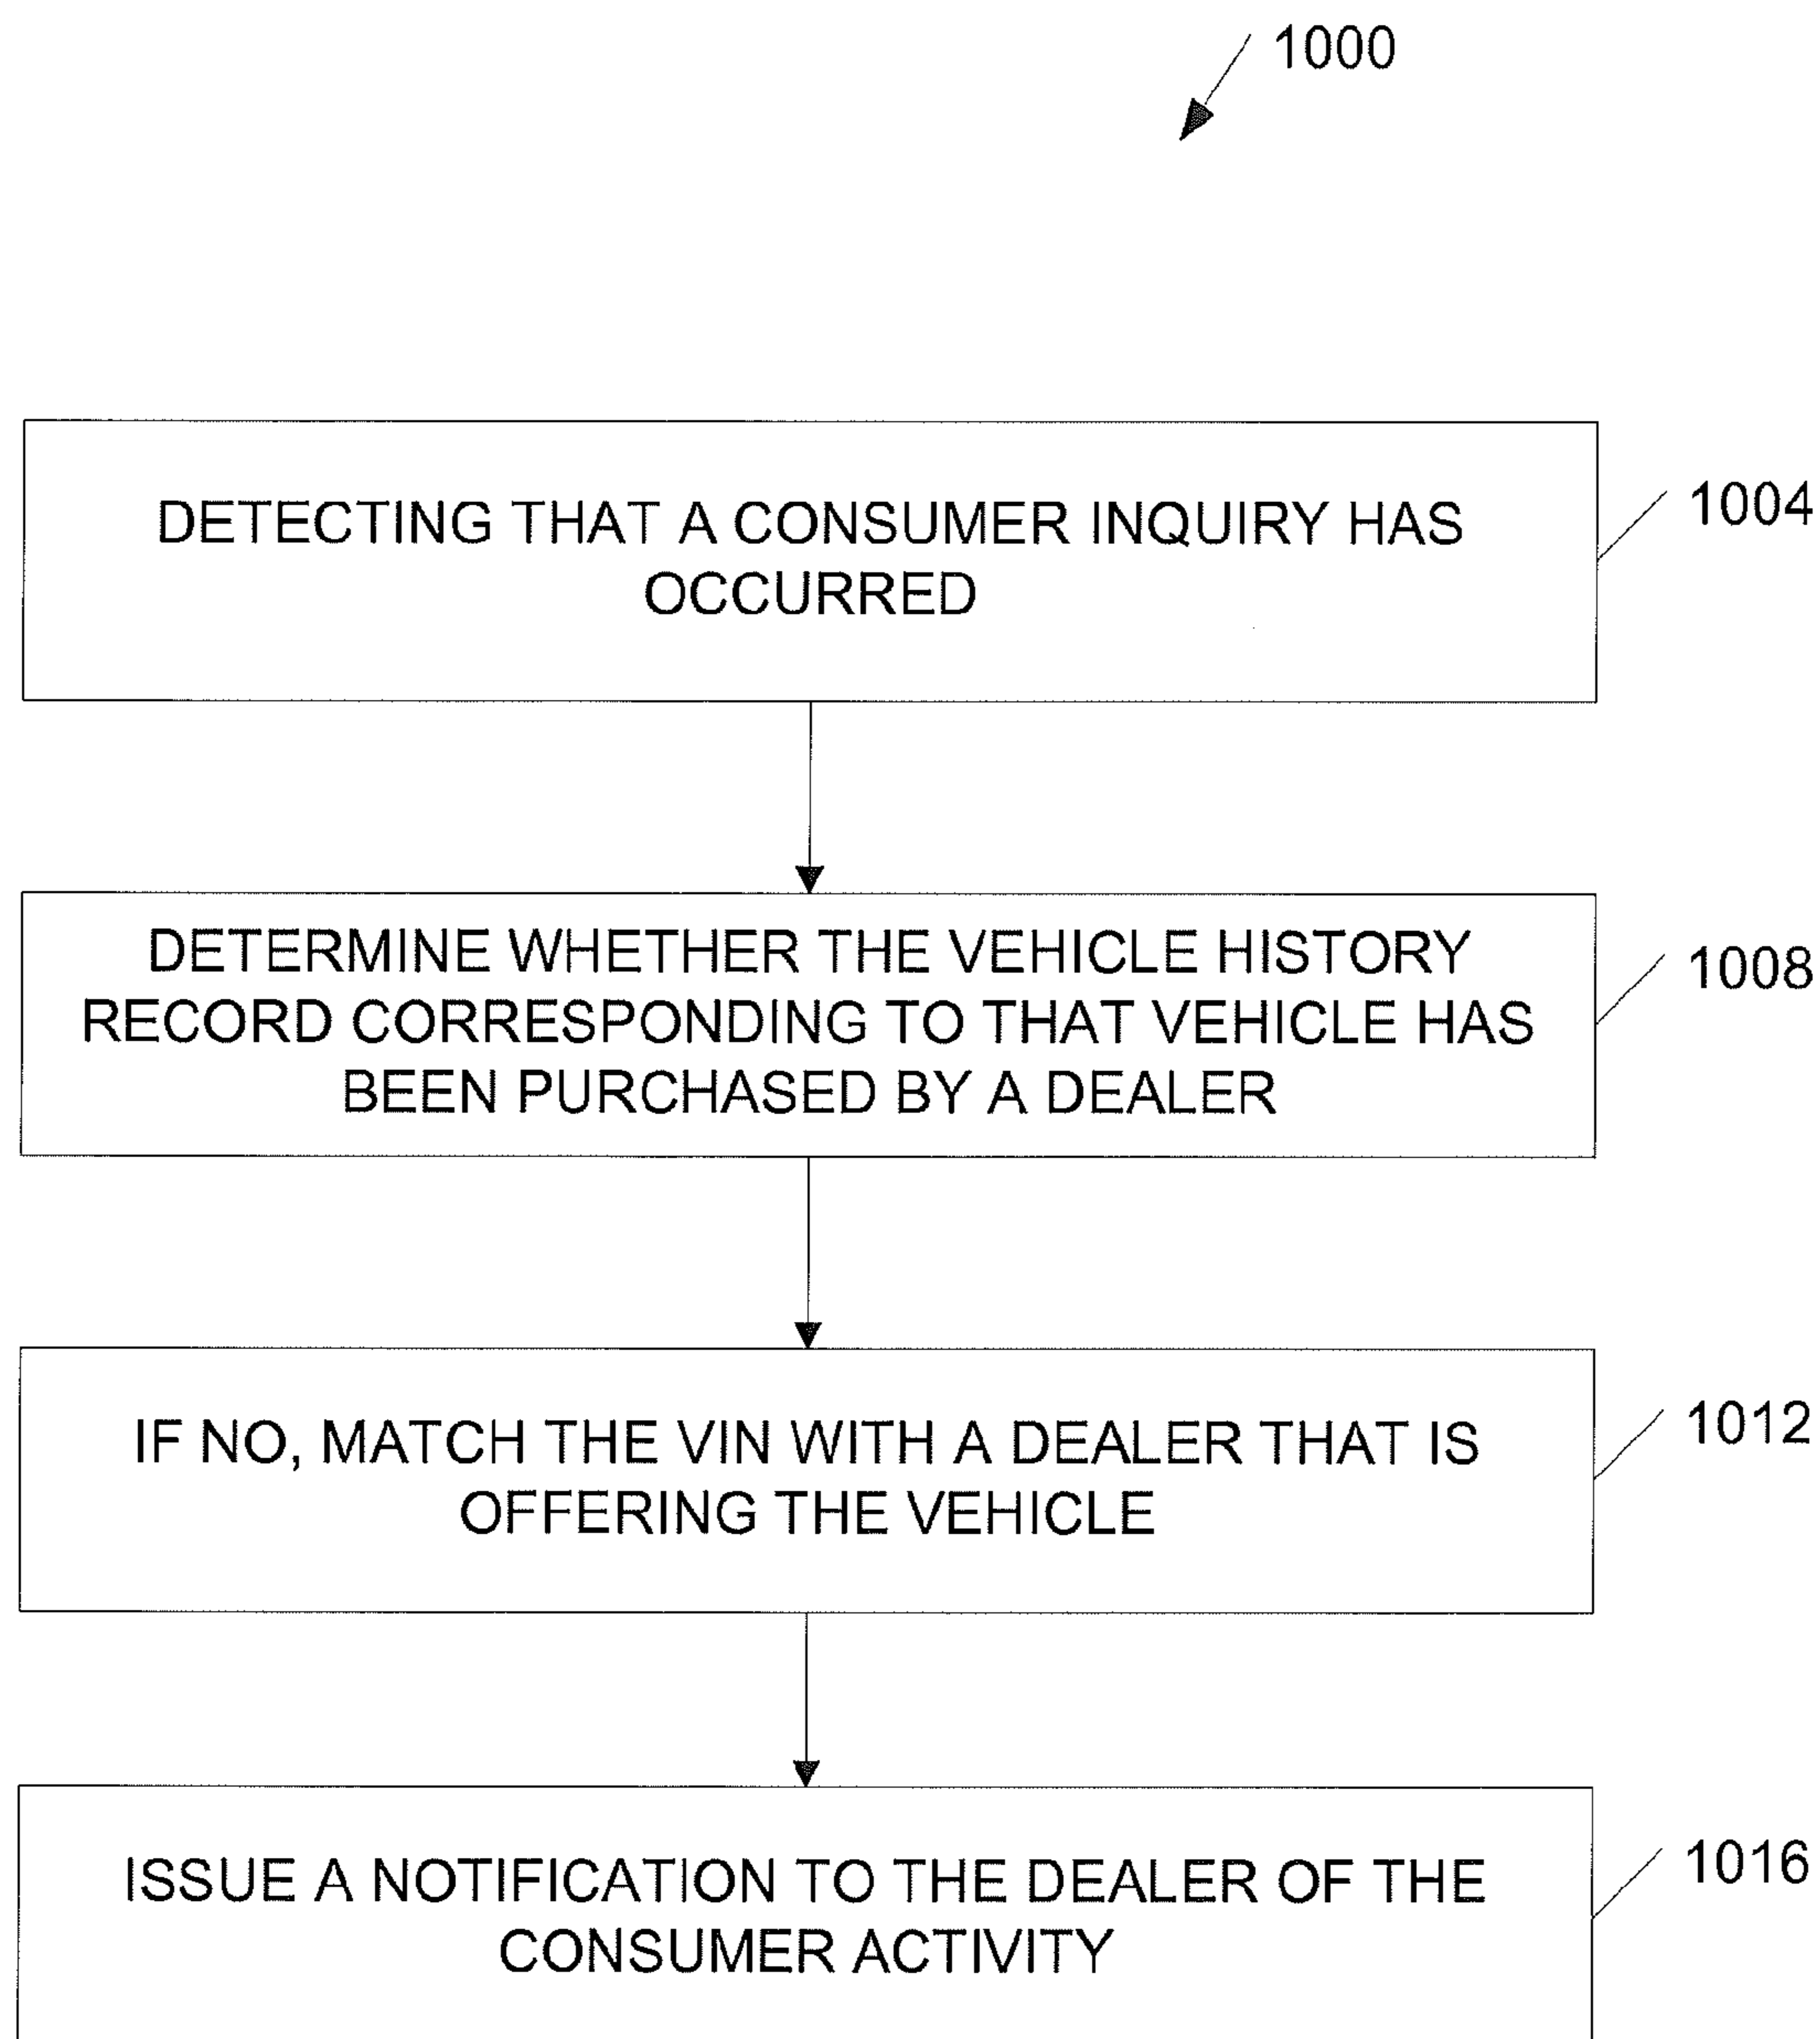 1000
DETECTING THAT A CONSUMER INQUIRY HAS
OCCURRED
1004
DETERMINE WHETHER THE VEHICLE HISTORY
RECORD CORRESPONDING TO THAT VEHICLE HAS
BEEN PURCHASED BY A DEALER
1008
IF NO, MATCH THE VIN WITH A DEALER THAT IS
OFFERING THE VEHICLE
1012
ISSUE A NOTIFICATION TO THE DEALER OF THE
CONSUMER ACTIVITY
1016